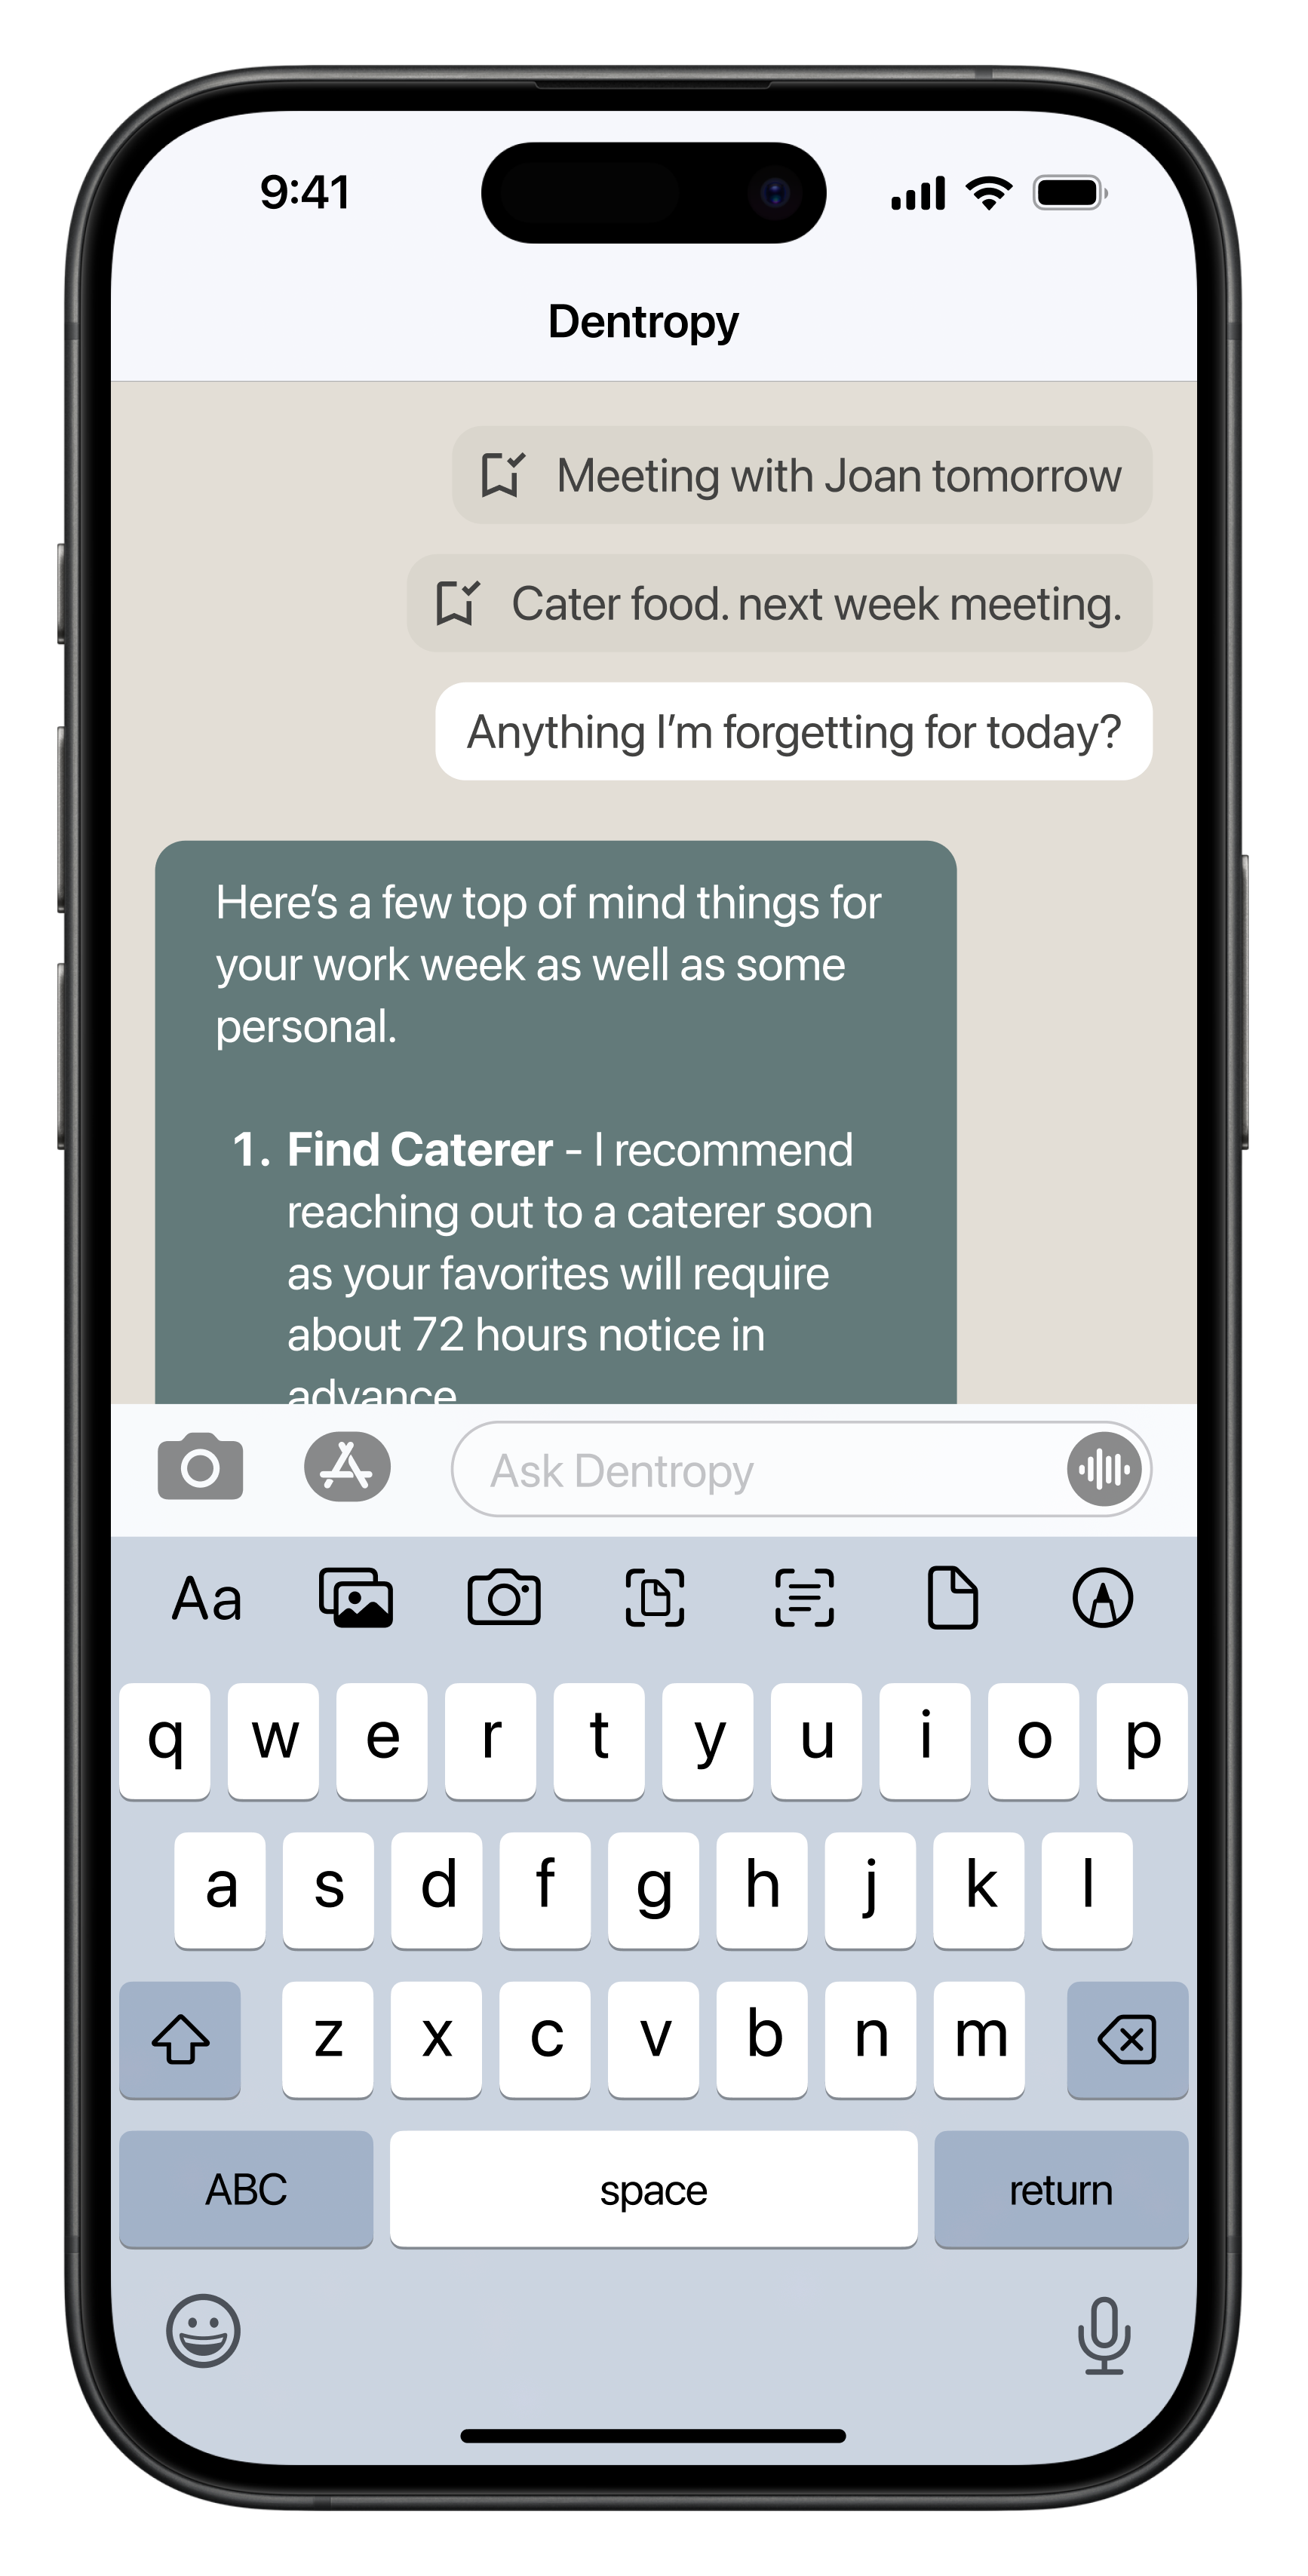 9:41
Dentropy
Meeting with Joan tomorrow
Cater food. next week meeting.
Anything I’m forgetting for today?
Here’s a few top of mind things for
your work week as well as some
personal.
1. Find Caterer - I recommend
reaching out to a caterer soon
as your favorites will require
about 72 hours notice in
advance
Ask Dentropy
Aa
q w e r t y u i o p
a s d f g h j k l
z x c v b n m
ABC space return